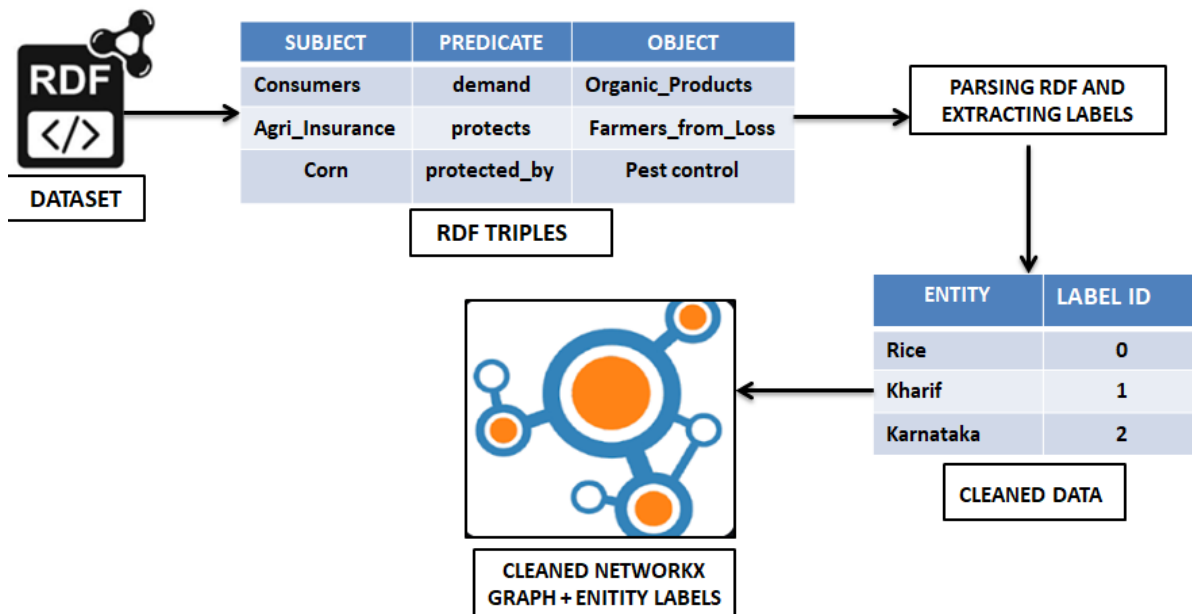 RDF
</>
DATASET
SUBJECT PREDICATE OBJECT
Consumers demand Organic_Products
Agri_Insurance protects Farmers_from_Loss
Corn protected_by Pest control
RDF TRIPLES
PARSING RDF AND
EXTRACTING LABELS
ENTITY LABEL ID
Rice 0
Kharif 1
Karnataka 2
CLEANED DATA
CLEANED NETWORKX
GRAPH + ENITITY LABELS